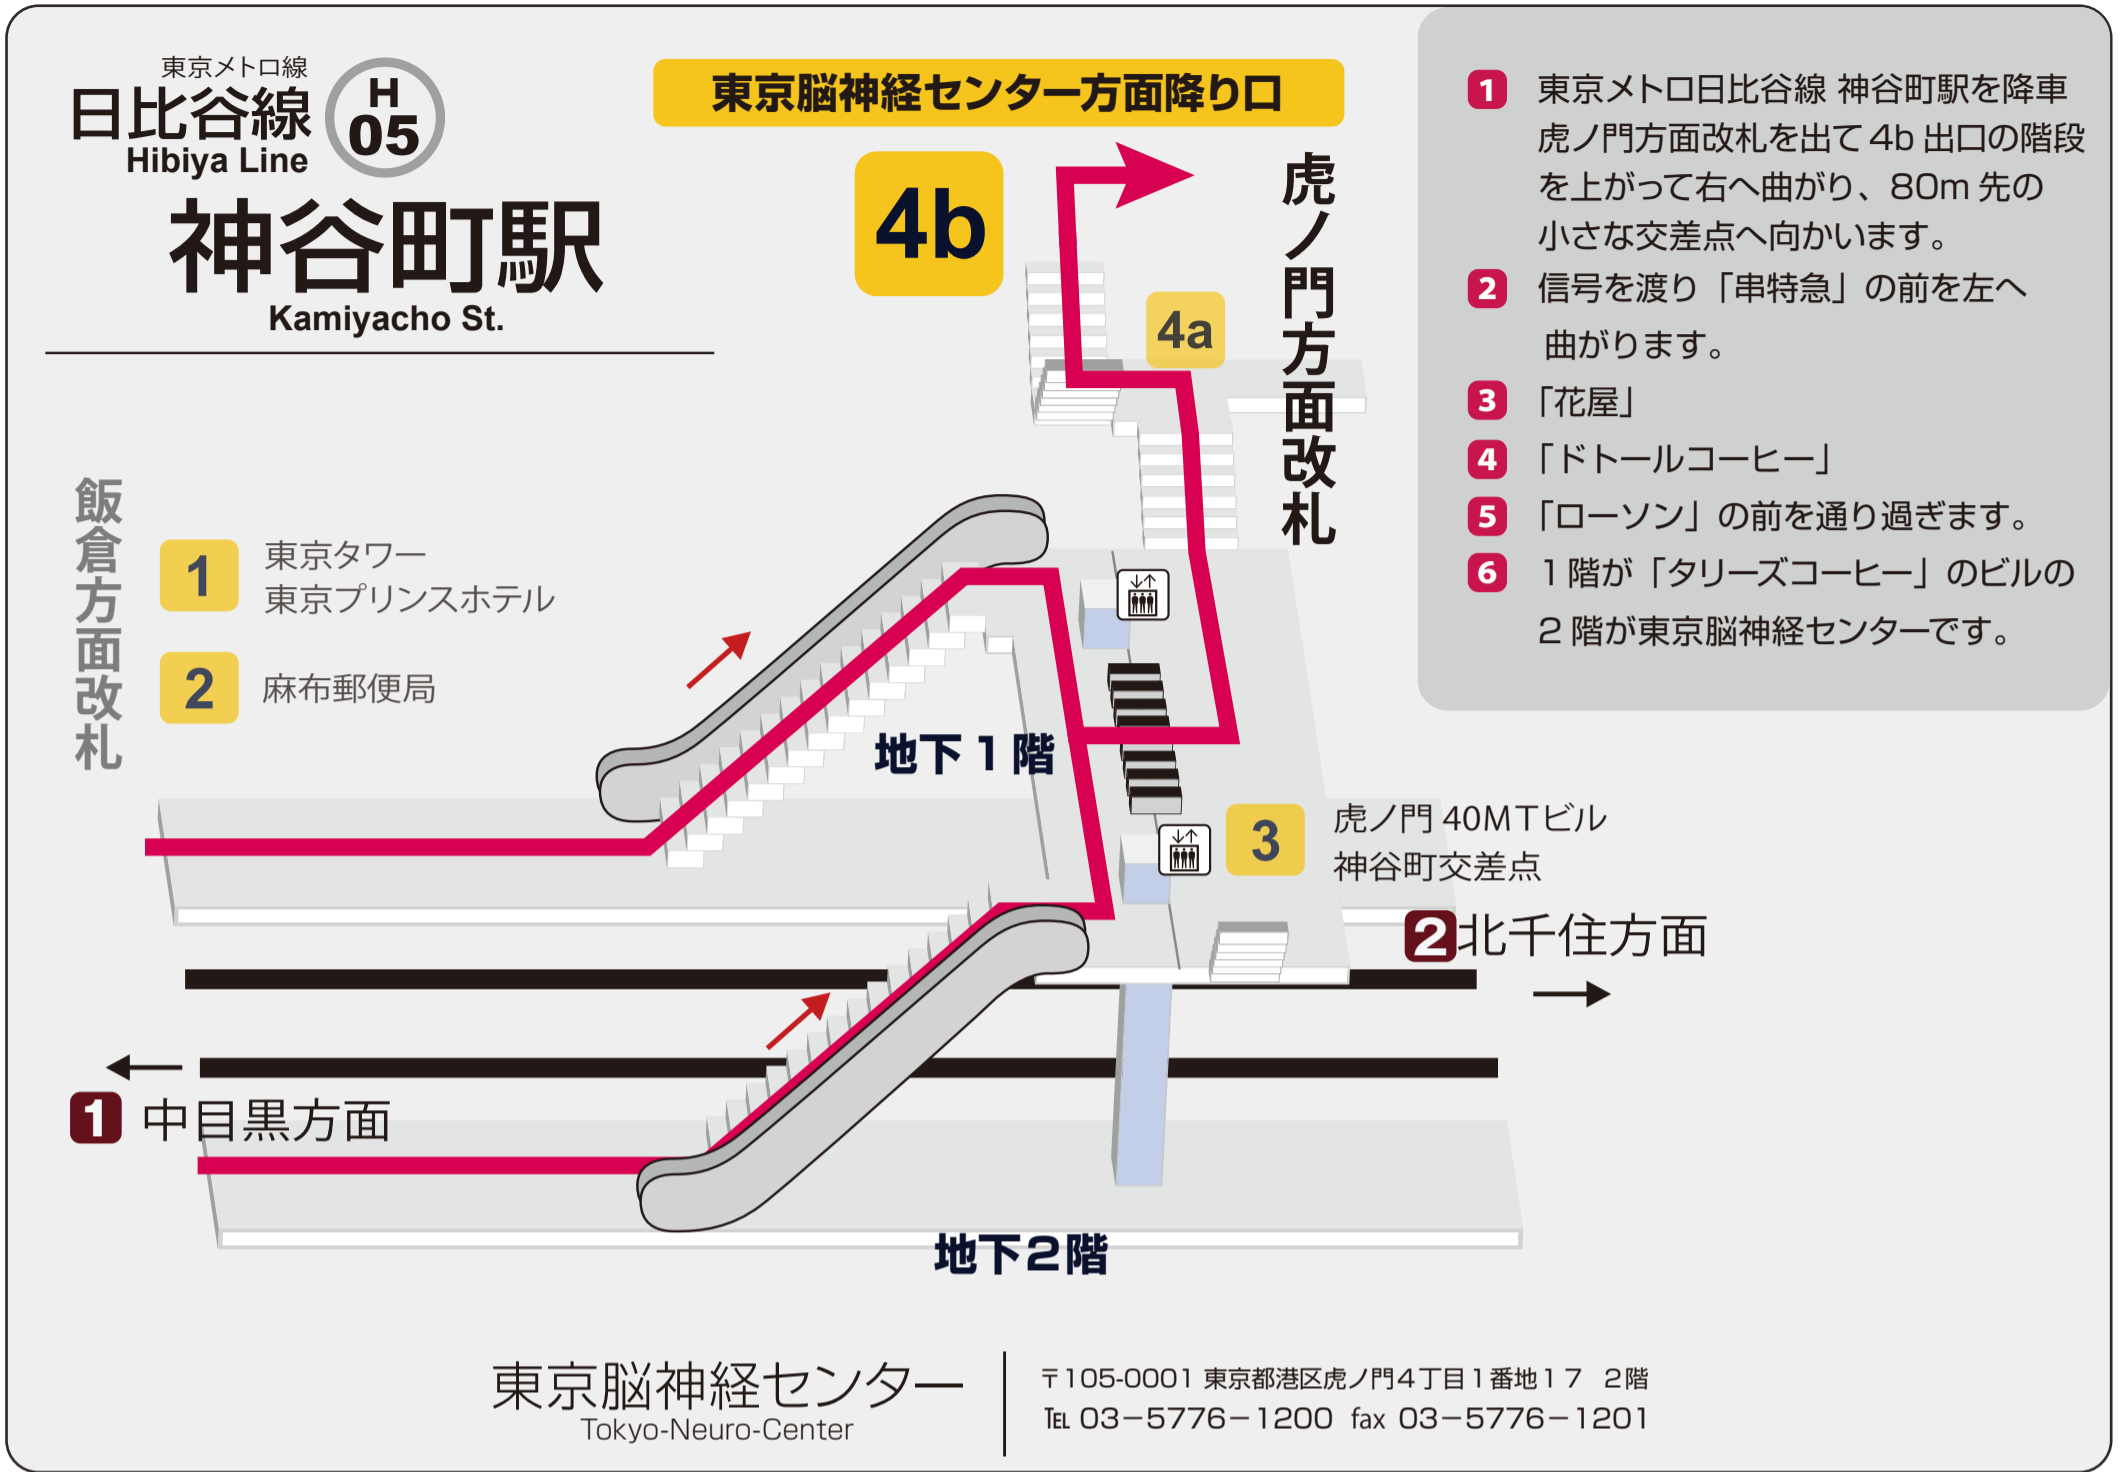 東京メトロ線
日比谷線
Hibiya Line
H
05
神谷町駅
Kamiyacho St.
東京脳神経センター方面降り口
4b
4a
虎ノ門方面改札
飯倉方面改札
1
東京タワー
東京プリンスホテル
2
麻布郵便局
地下1階
3
虎ノ門40MTビル
神谷町交差点
2北千住方面
1 中目黒方面
地下2階
1 東京メトロ日比谷線 神谷町駅を降車
虎ノ門方面改札を出て4b出口の階段
を上がって右へ曲がり、80m先の
小さな交差点へ向かいます。
2 信号を渡り「串特急」の前を左へ
曲がります。
3 「花屋」
4 「ドトールコーヒー」
5 「ローソン」の前を通り過ぎます。
6 1階が「タリーズコーヒー」のビルの
2階が東京脳神経センターです。
東京脳神経センター
Tokyo-Neuro-Center
〒105-0001 東京都港区虎ノ門4丁目1番地17 2階
TEL 03−5776−1200 fax 03−5776−1201